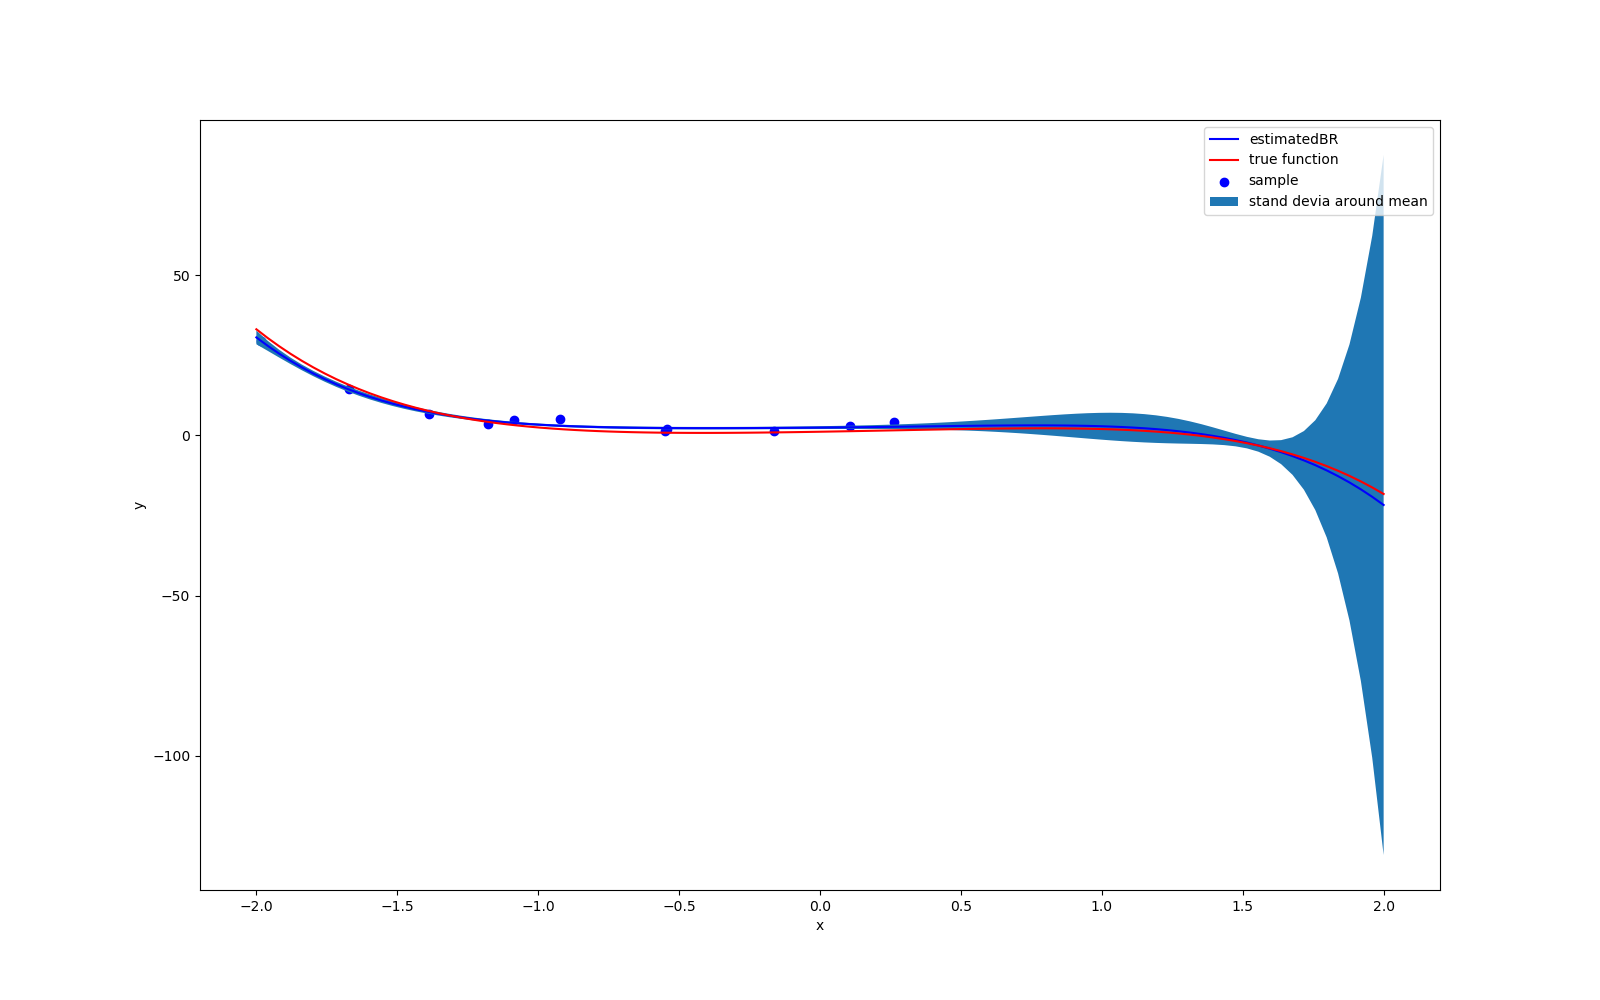 estimatedBR
true function
sample
stand devia around mean
50
0
−50
−100
y
−2.0 −1.5 −1.0 −0.5 0.0 0.5 1.0 1.5 2.0
x